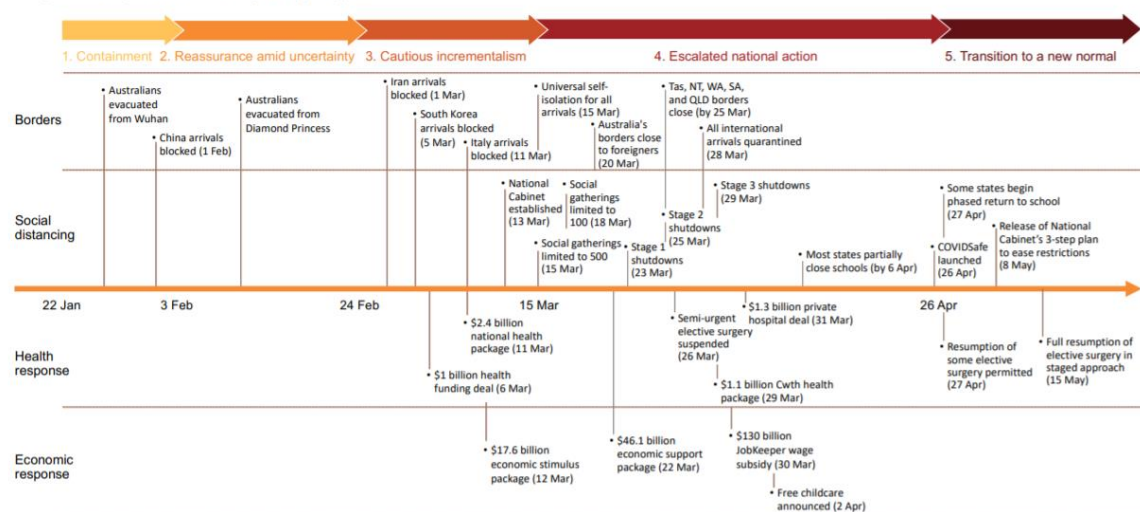 1. Containment
2. Reassurance amid uncertainty
3. Cautious incrementalism
4. Escalated national action
5. Transition to a new normal
Borders
• Australians
evacuated
from Wuhan
• China arrivals
blocked (1 Feb)
• Australians
evacuated from
Diamond Princess
• Iran arrivals
blocked (1 Mar)
• South Korea
arrivals blocked
(5 Mar)
• Italy arrivals
blocked (11 Mar)
• Universal self-
isolation for all
arrivals (15 Mar)
• Australia's
borders close
to foreigners
(20 Mar)
• Tas, NT, WA, SA,
and QLD borders
close (by 25 Mar)
• All international
arrivals quarantined
(28 Mar)
Social
distancing
• National
Cabinet
established
(13 Mar)
• Social
gatherings
limited to
100 (18 Mar)
• Social gatherings
limited to 500
(15 Mar)
• Stage 1
shutdowns
(23 Mar)
• Stage 2
shutdowns
(25 Mar)
• Stage 3 shutdowns
(29 Mar)
• Most states partially
close schools (by 6 Apr)
• Some states begin
phased return to school
(27 Apr)
• COVIDSafe
launched
(26 Apr)
• Release of National
Cabinet's 3-step plan
to ease restrictions
(8 May)
22 Jan
3 Feb
24 Feb
15 Mar
26 Apr
Health
response
• $2.4 billion
national health
package (11 Mar)
• $1 billion health
funding deal (6 Mar)
• Semi-urgent
elective surgery
suspended
(26 Mar)
• $1.3 billion private
hospital deal (31 Mar)
• $1.1 billion Cwth health
package (29 Mar)
• Resumption of
some elective
surgery permitted
(27 Apr)
• Full resumption of
elective surgery in
staged approach
(15 May)
Economic
response
• $17.6 billion
economic stimulus
package (12 Mar)
• $46.1 billion
economic support
package (22 Mar)
• $130 billion
JobKeeper wage
subsidy (30 Mar)
• Free childcare
announced (2 Apr)